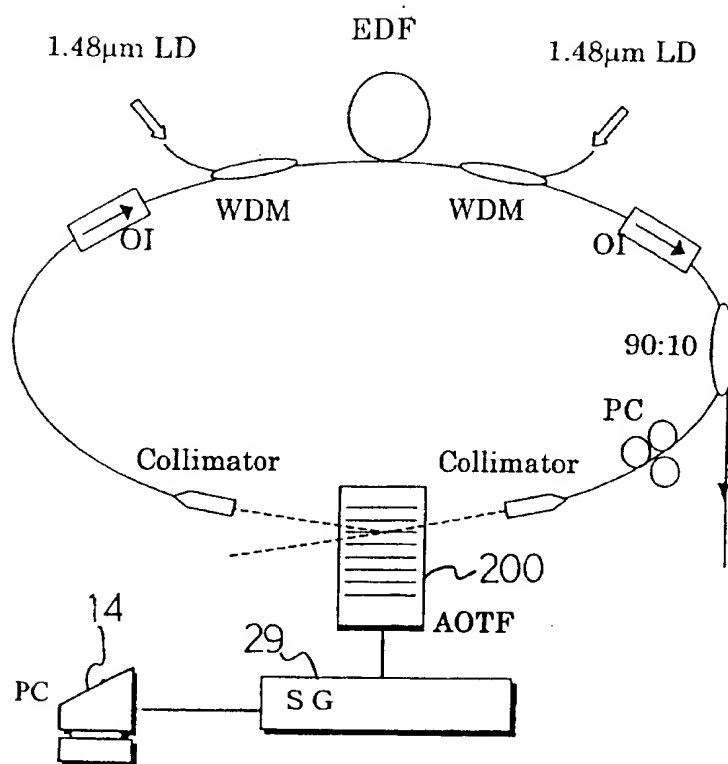 EDF
1.48μm LD
1.48μm LD
WDM
WDM
OI
OI
90:10
PC
Collimator
Collimator
200
AOTF
14
29
PC
SG